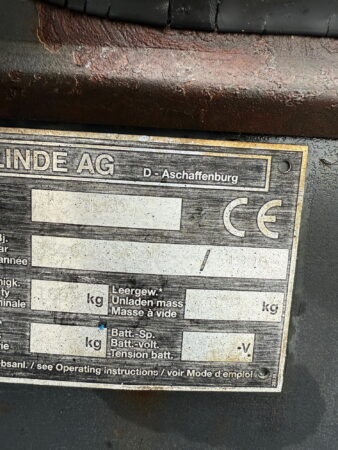 LINDE AG D - Aschaffenburg
CE
/
année
kg Leergew.* kg
Unladen mass
Masse à vide
kg Batt.-Sp. V
Batt.-volt.
Tension batt.
/ see Operating instructions / voir Mode d'emploi